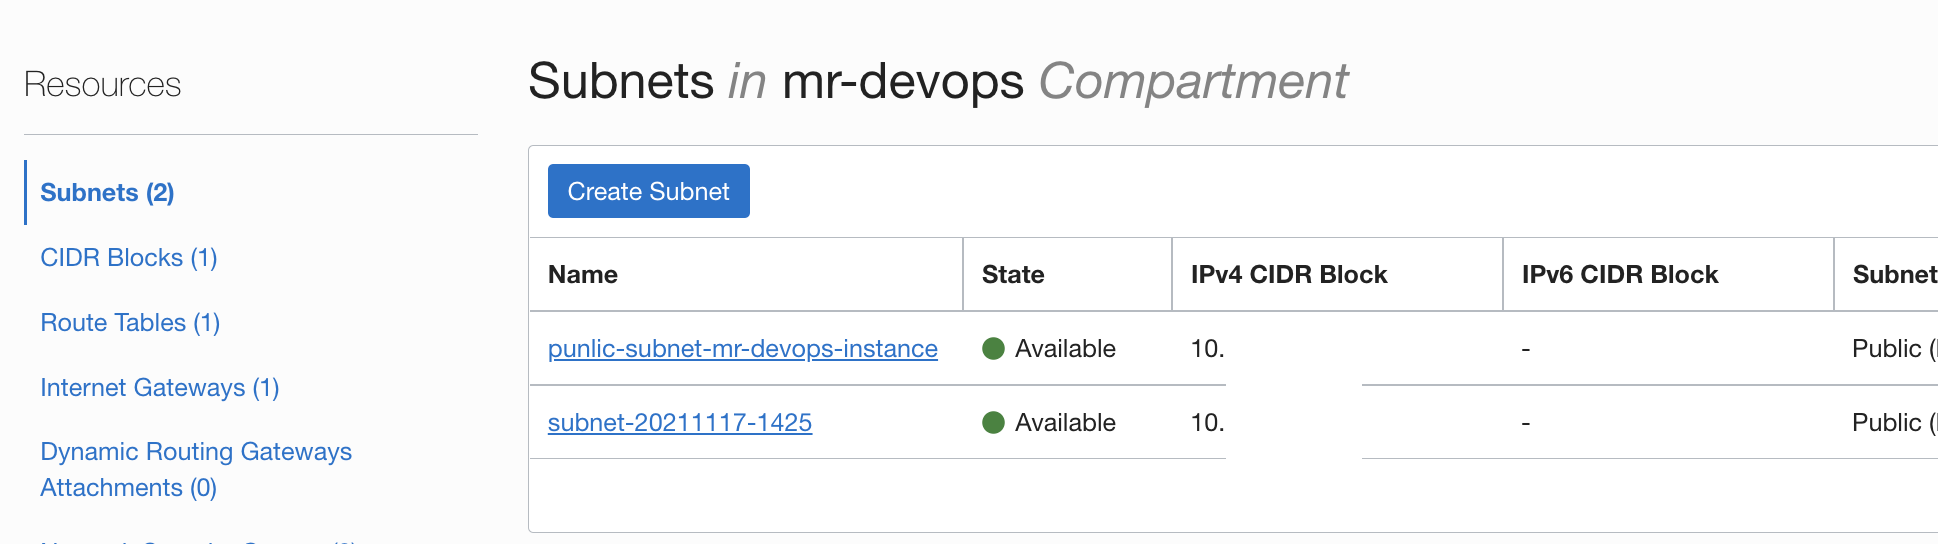 Resources
Subnets (2)
CIDR Blocks (1)
Route Tables (1)
Internet Gateways (1)
Dynamic Routing Gateways
Attachments (0)
Subnets in mr-devops Compartment
Create Subnet
Name State IPv4 CIDR Block IPv6 CIDR Block Subnet
punlic-subnet-mr-devops-instance Available 10. - Public (
subnet-20211117-1425 Available 10. - Public (